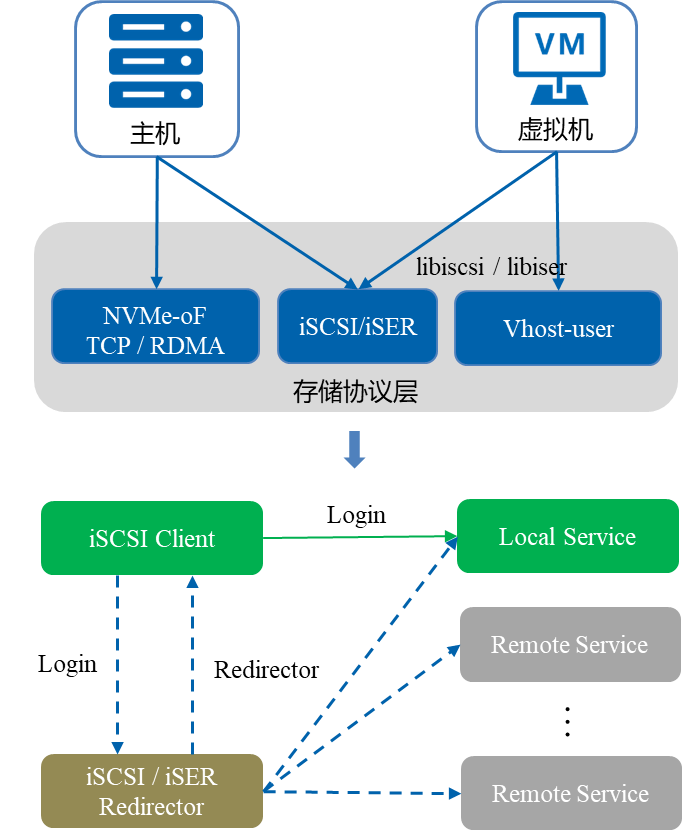 VM
主机
虚拟机
libiscsi / libiser
NVMe-oF
TCP / RDMA
iSCSI/iSER
Vhost-user
存储协议层
iSCSI Client
Login
Local Service
Remote Service
Login
Redirector
iSCSI / iSER
Redirector
Remote Service